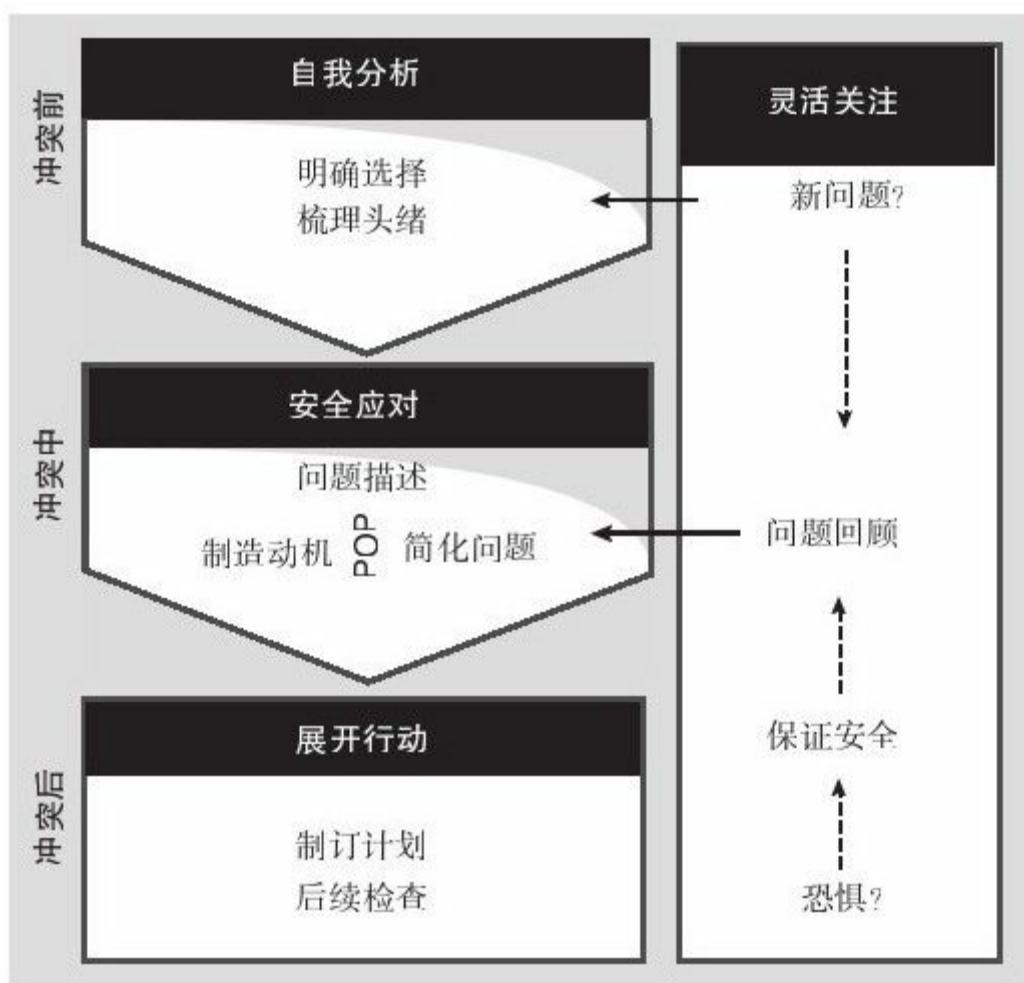 冲突前
自我分析
明确选择
梳理头绪
冲突中
安全应对
问题描述
制造动机 POP 简化问题
冲突后
展开行动
制订计划
后续检查
灵活关注
新问题?
问题回顾
保证安全
恐惧?